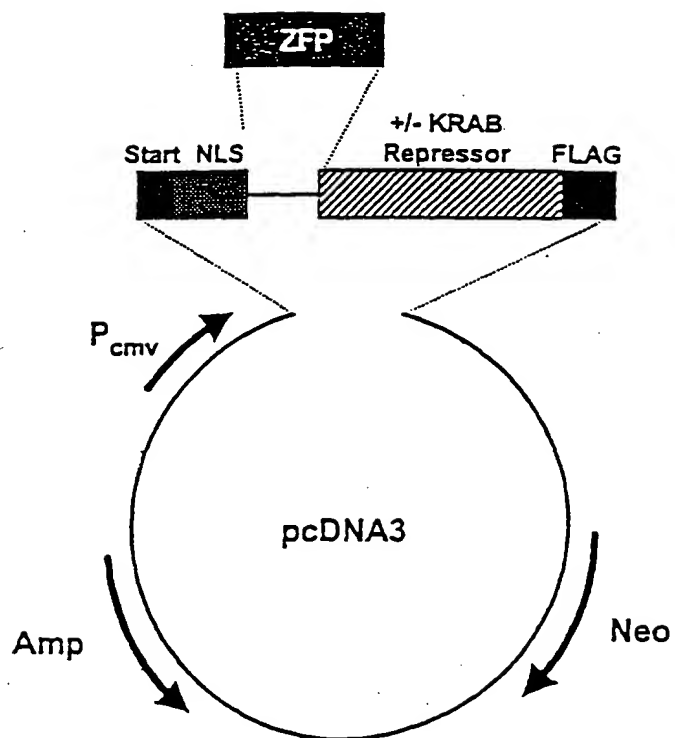 ZFP
+/- KRAB
Start NLS Repressor FLAG
Pcmv
pcDNA3
Amp
Neo